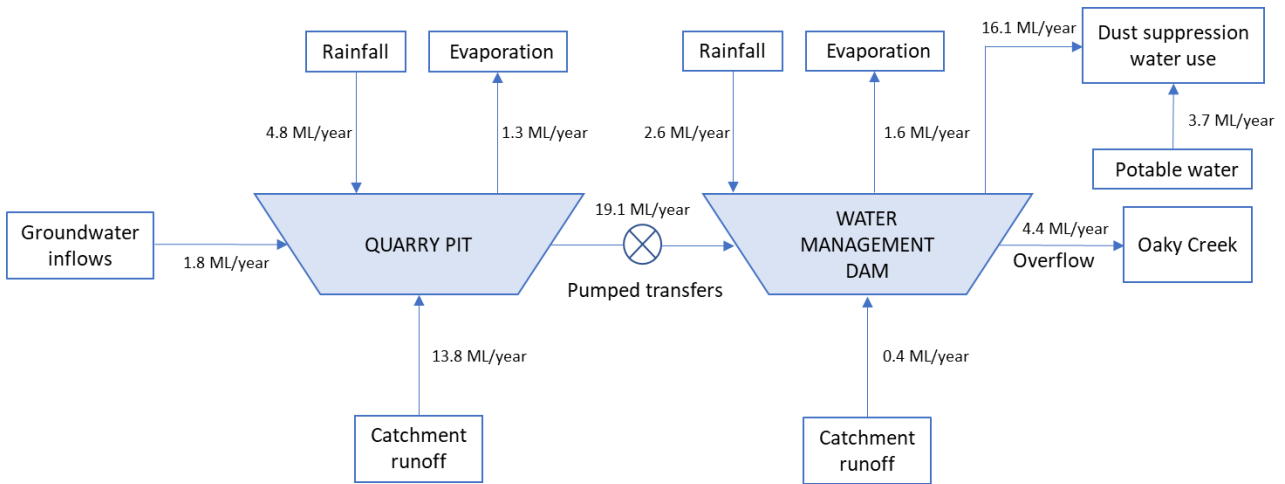 16.1 ML/year
Rainfall
Evaporation
Rainfall
Evaporation
Dust suppression
water use
4.8 ML/year
1.3 ML/year
2.6 ML/year
1.6 ML/year
3.7 ML/year
Potable water
Groundwater
inflows
1.8 ML/year
QUARRY PIT
19.1 ML/year
Pumped transfers
WATER
MANAGEMENT
DAM
4.4 ML/year
Overflow
Oaky Creek
13.8 ML/year
0.4 ML/year
Catchment
runoff
Catchment
runoff